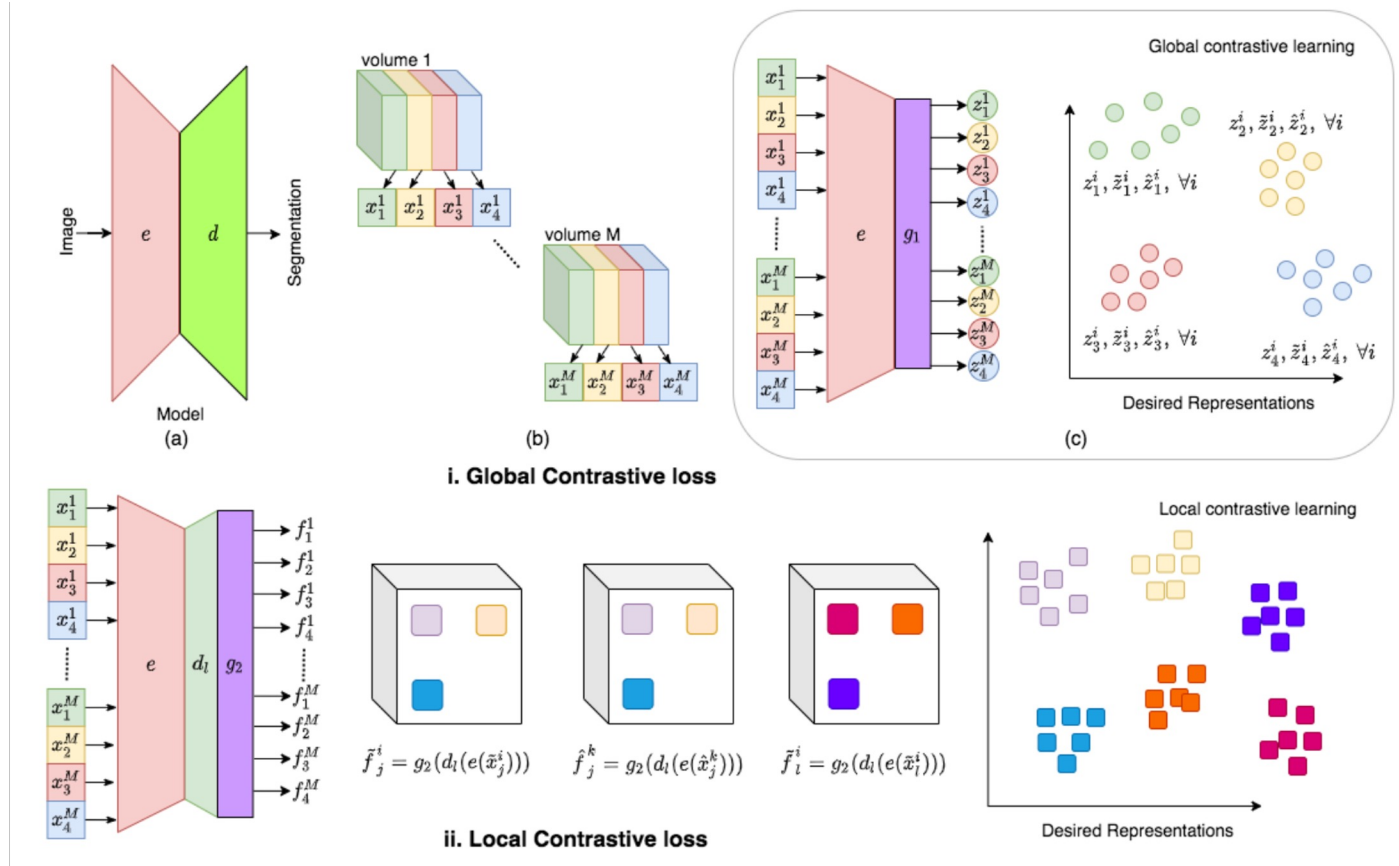 Image
e
d
Segmentation
Model
(a)
volume 1
x_1^1 x_2^1 x_3^1 x_4^1
volume M
x_1^M x_2^M x_3^M x_4^M
(b)
Global contrastive learning
x_1^1
x_2^1
x_3^1
x_4^1
x_1^M
x_2^M
x_3^M
x_4^M
e
g_1
z_1^1
z_2^1
z_3^1
z_4^1
z_1^M
z_2^M
z_3^M
z_4^M
z_2^i, z̃_2^i, ẑ_2^i, ∀i
z_1^i, z̃_1^i, ẑ_1^i, ∀i
z_3^i, z̃_3^i, ẑ_3^i, ∀i
z_4^i, z̃_4^i, ẑ_4^i, ∀i
Desired Representations
(c)
i. Global Contrastive loss
x_1^1
x_2^1
x_3^1
x_4^1
x_1^M
x_2^M
x_3^M
x_4^M
e
d_l
g_2
f_1^1
f_2^1
f_3^1
f_4^1
f_1^M
f_2^M
f_3^M
f_4^M
f̃_j^i = g_2(d_l(e(x̃_j^i)))
f̂_j^k = g_2(d_l(e(x̂_j^k)))
f̃_l^i = g_2(d_l(e(x̃_l^i)))
Local contrastive learning
Desired Representations
ii. Local Contrastive loss